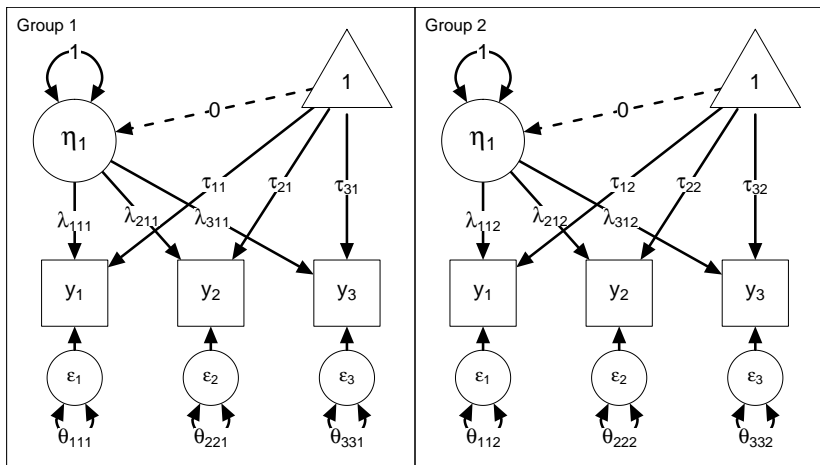 Group 1
Group 2
1
1
1
1
η₁
0
η₁
0
τ₁₁
τ₂₁
τ₃₁
τ₁₂
τ₂₂
τ₃₂
λ₁₁₁
λ₂₁₁
λ₃₁₁
λ₁₁₂
λ₂₁₂
λ₃₁₂
y₁
y₂
y₃
y₁
y₂
y₃
ε₁
ε₂
ε₃
ε₁
ε₂
ε₃
θ₁₁₁
θ₂₂₁
θ₃₃₁
θ₁₁₂
θ₂₂₂
θ₃₃₂